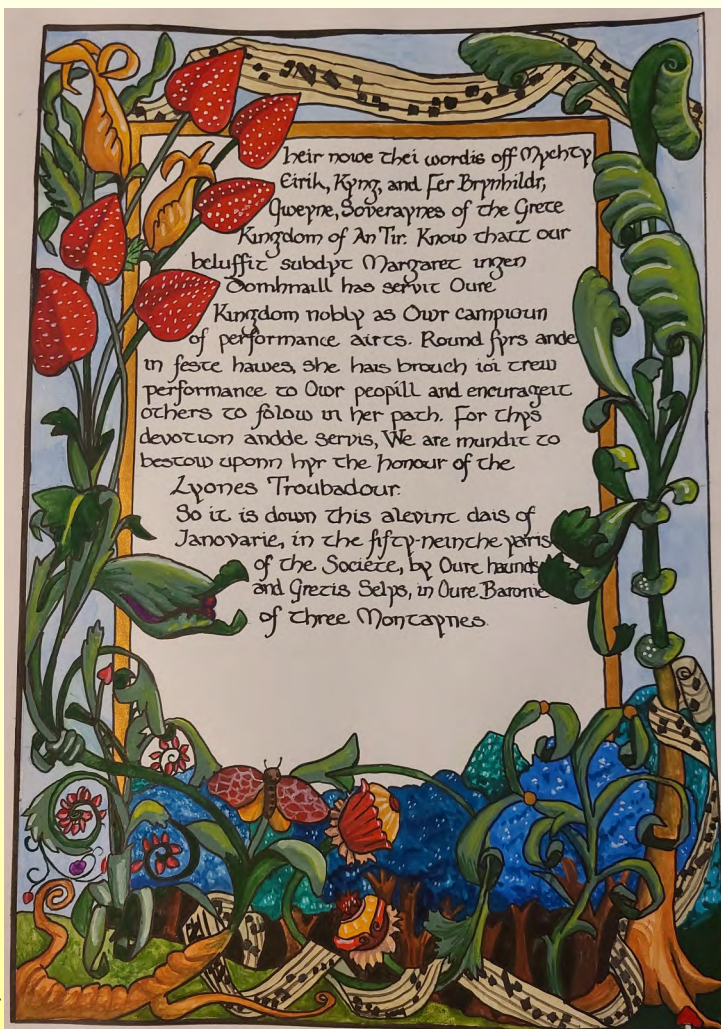 heir nowe thei wordis off Mychty
Eirik, Kyng, and Fer Brynhildr,
Qweyne, Soveraynes of the Grete
Kingdom of An Tir. Know thatt our
beluffit subdyt Margaret ingen
Domhnaill has servit Oure
Kingdom nobly as Owr campioun
of performance airts. Round fyrs ande
in feste hawes, she hais brouch ioi trew
performance to Owr peopill and encurageit
others to folow in her path. For thys
devotion andde servis, We are mundit to
bestow uponn hyr the honour of the
Lyones Troubadour.
So it is down this alevint dais of
Janovarie, in the fifty-neinthe yaris
of the Societe, by Oure haunds
and Gretis Selps, in Oure Baronie
of Three Montaynes.